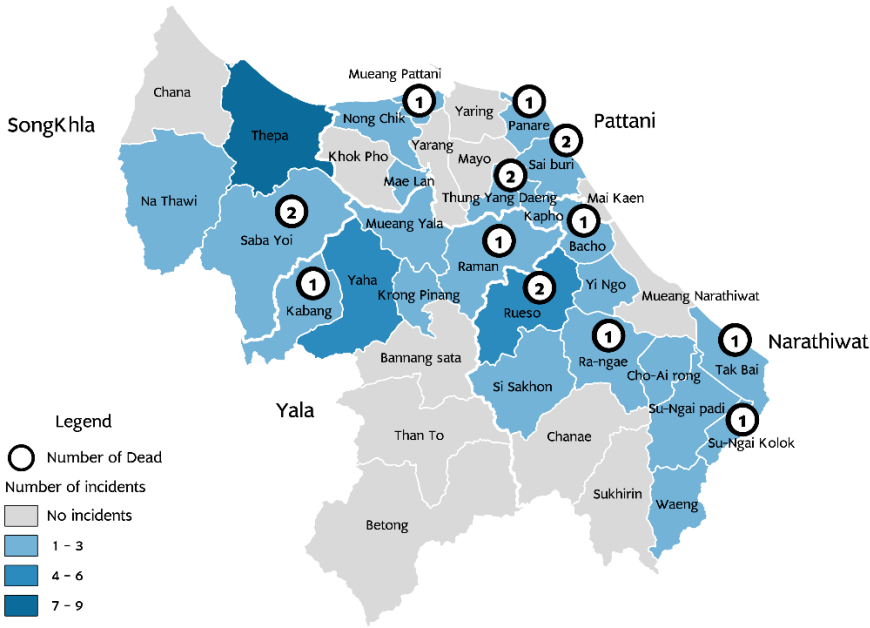 Mueang Pattani
Chana
1
1
Yaring
Nong Chik
Panare
Pattani
SongKhla
Thepa
2
Yarang
Khok Pho
Mayo
Sai buri
2
Mae Lan
Na Thawi
Thung Yang Daeng
Mai Kaen
2
Kapho
1
Mueang Yala
Saba Yoi
1
Bacho
Raman
1
Yaha
2
Yi Ngo
Krong Pinang
Mueang Narathiwat
Kabang
Rueso
1
1
Narathiwat
Bannang sata
Ra-ngae
Tak Bai
Cho-Ai rong
Si Sakhon
Yala
Su-Ngai padi
1
Legend
Than To
Chanae
Su-Ngai Kolok
Number of Dead
Number of incidents
Sukhirin
Waeng
No incidents
Betong
1 - 3
4 - 6
7 - 9